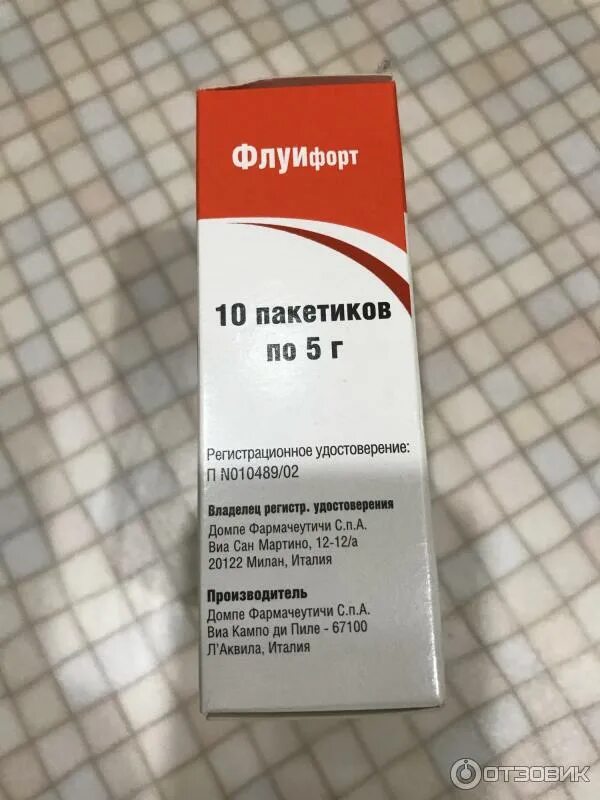 Флуифорт
10 пакетиков
по 5 г
Регистрационное удостоверение:
П N010489/02
Владелец регистр. удостоверения
Домпе Фармачеутичи С.п.А.
Виа Сан Мартино, 12-12/а
20122 Милан, Италия
Производитель
Домпе Фармачеутичи С.п.А.
Виа Кампо ди Пиле - 67100
Л'Аквила, Италия
ОТЗОВИК